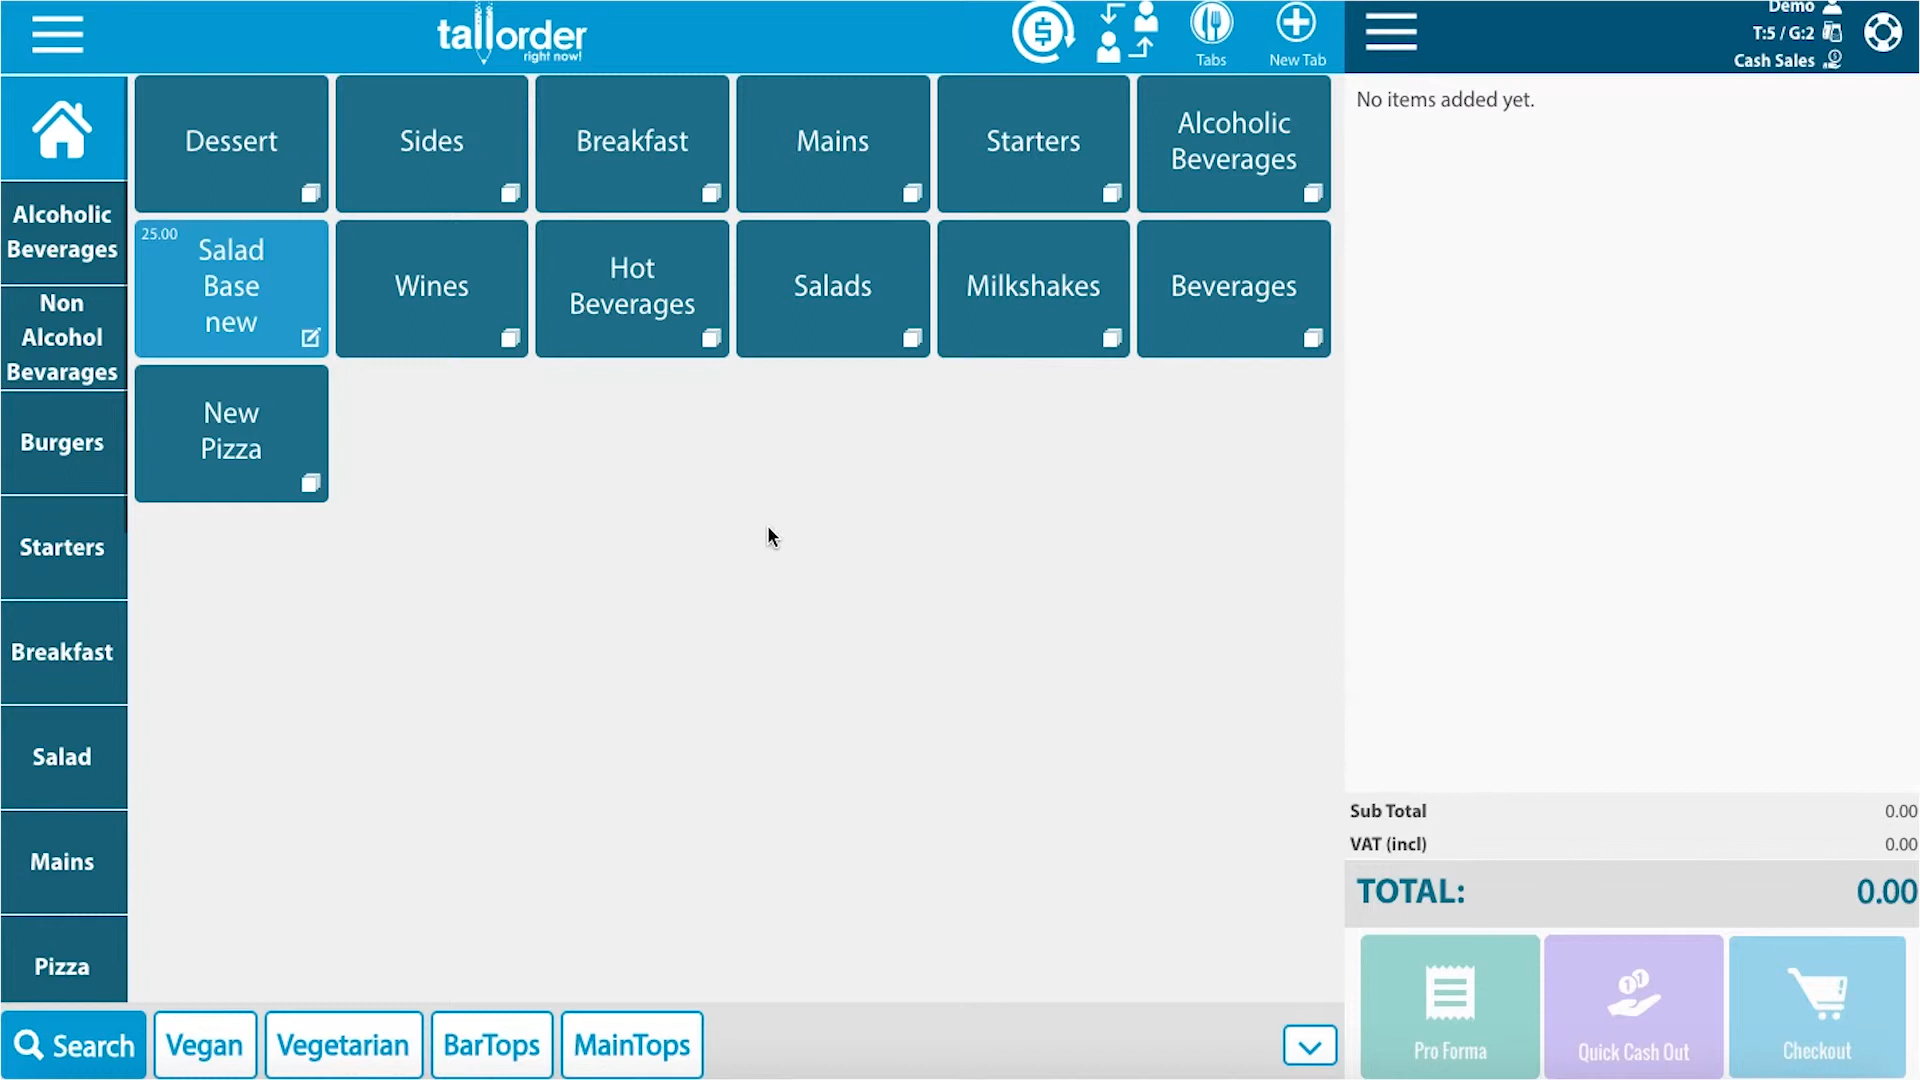 tallorder
right now!
Tabs
New Tab
Demo
T:5 / G:2
Cash Sales
Dessert
Sides
Breakfast
Mains
Starters
Alcoholic
Beverages
No items added yet.
Alcoholic
Beverages
25.00
Salad
Base
new
Wines
Hot
Beverages
Salads
Milkshakes
Beverages
Non
Alcohol
Bevarages
New
Pizza
Burgers
Starters
Breakfast
Salad
Mains
Pizza
Sub Total 0.00
VAT (incl) 0.00
TOTAL: 0.00
Pro Forma
Quick Cash Out
Checkout
Search
Vegan
Vegetarian
BarTops
MainTops